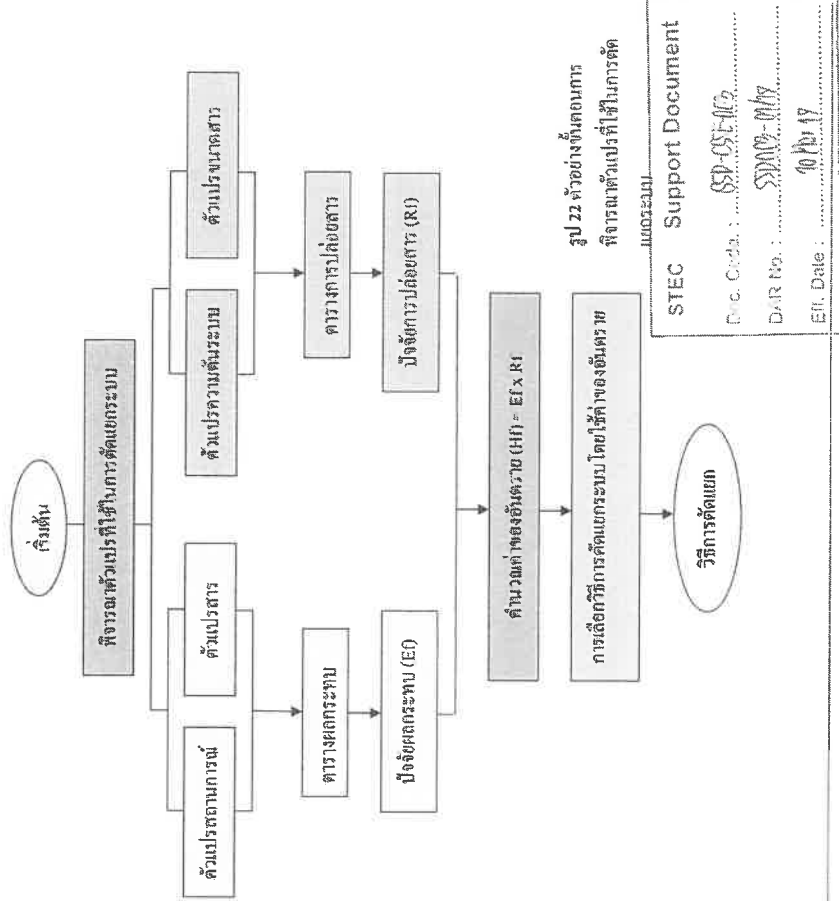 เริ่มต้น
พิจารณาตัวแปรที่ใช้ในการตัดแยกระบบ
ตัวแปรสถานการณ์
ตัวแปรสาร
ตัวแปรความดันระบบ
ตัวแปรขนาดสาร
ตารางผลกระทบ
ตารางการปล่อยสาร
ปัจจัยผลกระทบ (Ef)
ปัจจัยการปล่อยสาร (Rf)
คำนวณค่าของอันตราย (Hf) = Ef x Rf
การเลือกวิธีการตัดแยกระบบ โดยใช้ค่าของอันตราย
วิธีการตัดแยก
รูป 22 ตัวอย่างขั้นตอนการ
พิจารณาตัวแปรที่ใช้ในการตัด
แยกระบบ
STEC Support Document
DAR No. :
Eff. Date :